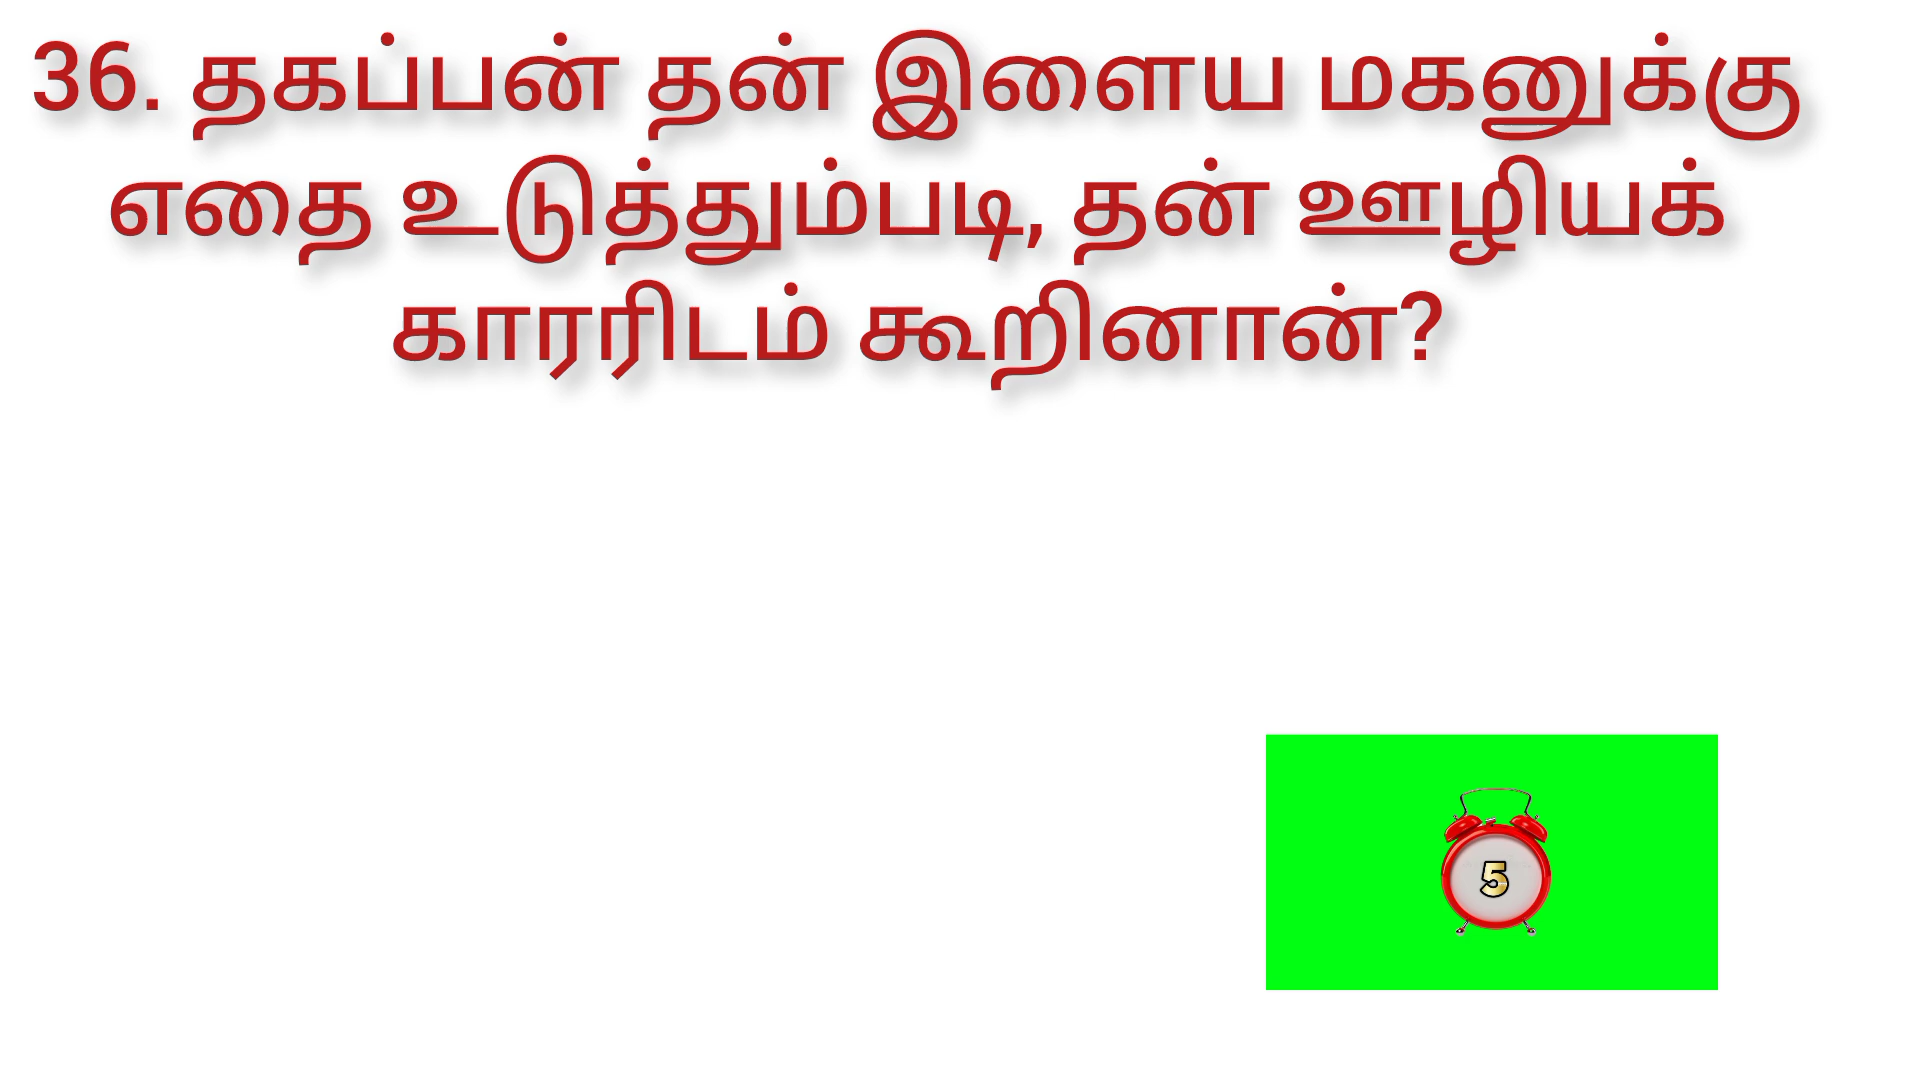 36. தகப்பன் தன் இளைய மகனுக்கு
எதை உடுத்தும்படி, தன் ஊழியக்
காரரிடம் கூறினான்?
5